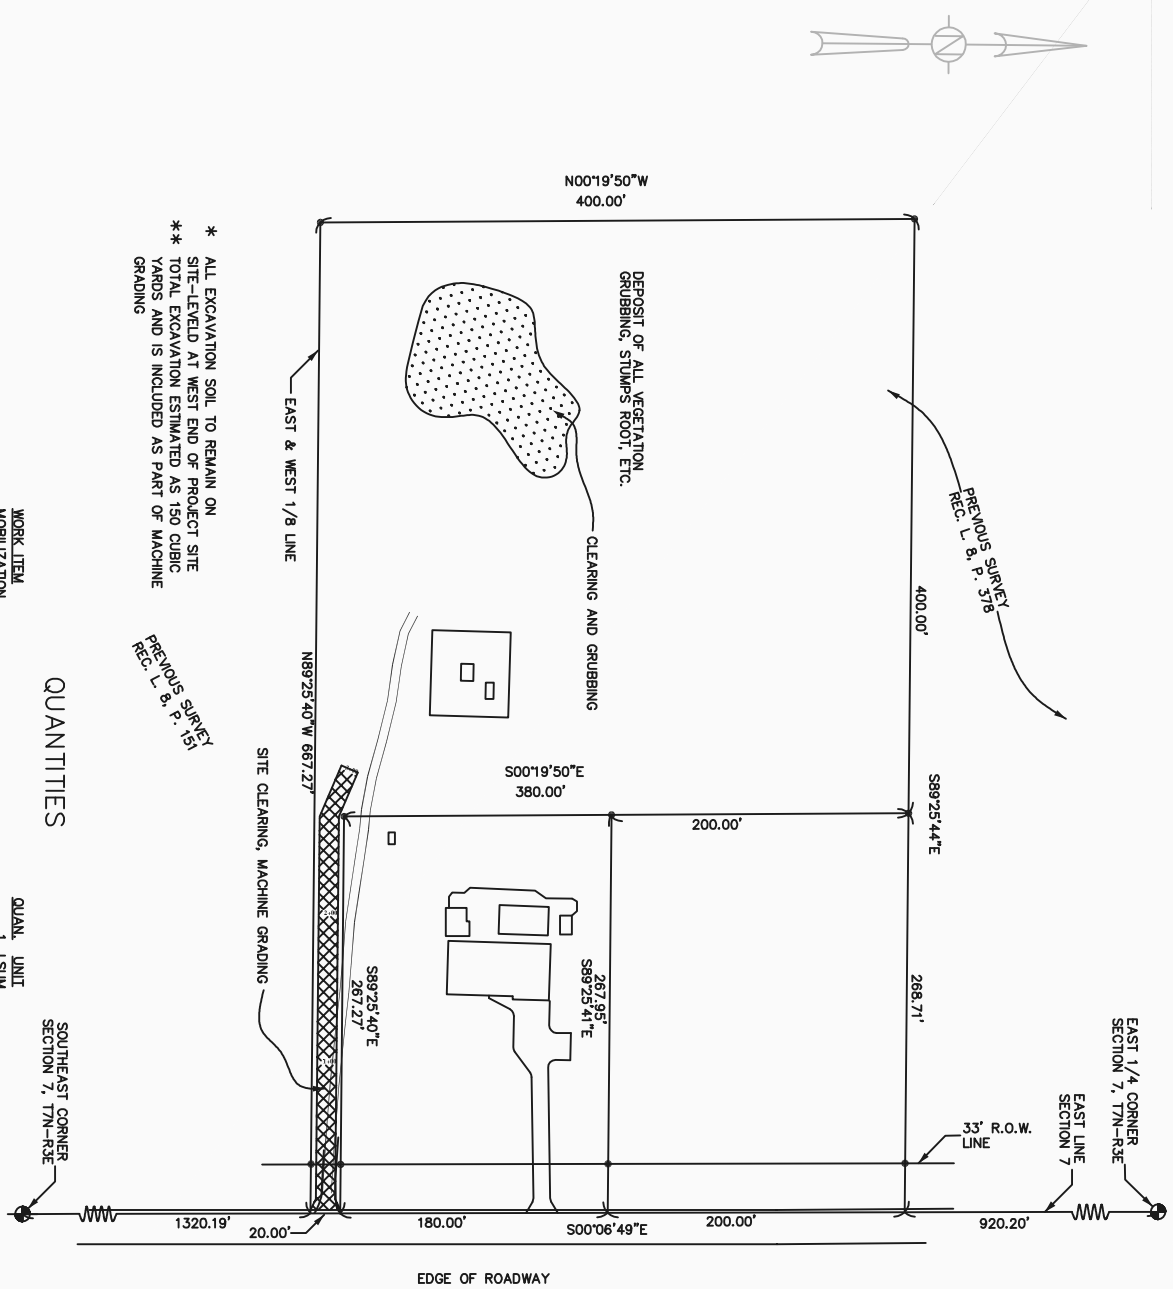 N00°19'50"W
400.00'
* ALL EXCAVATION SOIL TO REMAIN ON
SITE-LEVELD AT WEST END OF PROJECT SITE
** TOTAL EXCAVATION ESTIMATED AS 150 CUBIC
YARDS AND IS INCLUDED AS PART OF MACHINE
GRADING
DEPOSIT OF ALL VEGETATION
GRUBBING, STUMPS ROOT, ETC.
EAST & WEST 1/8 LINE
CLEARING AND GRUBBING
PREVIOUS SURVEY
REC. L. 8, P. 378
400.00'
WORK ITEM
MOBILIZATION
PREVIOUS SURVEY
REC. L. 8, P. 151
N89°25'40"W 667.27'
QUANTITIES
SITE CLEARING, MACHINE GRADING
S00°19'50"E
380.00'
200.00'
S89°25'44"E
QUAN. UNIT
1 LSUM
2+00
1+00
S89°25'40"E
267.27'
267.95'
S89°25'41"E
268.71'
SOUTHEAST CORNER
SECTION 7, T7N-R3E
EAST 1/4 CORNER
SECTION 7, T7N-R3E
EAST LINE
SECTION 7
33' R.O.W.
LINE
1320.19'
20.00'
180.00'
S00°06'49"E
200.00'
920.20'
EDGE OF ROADWAY